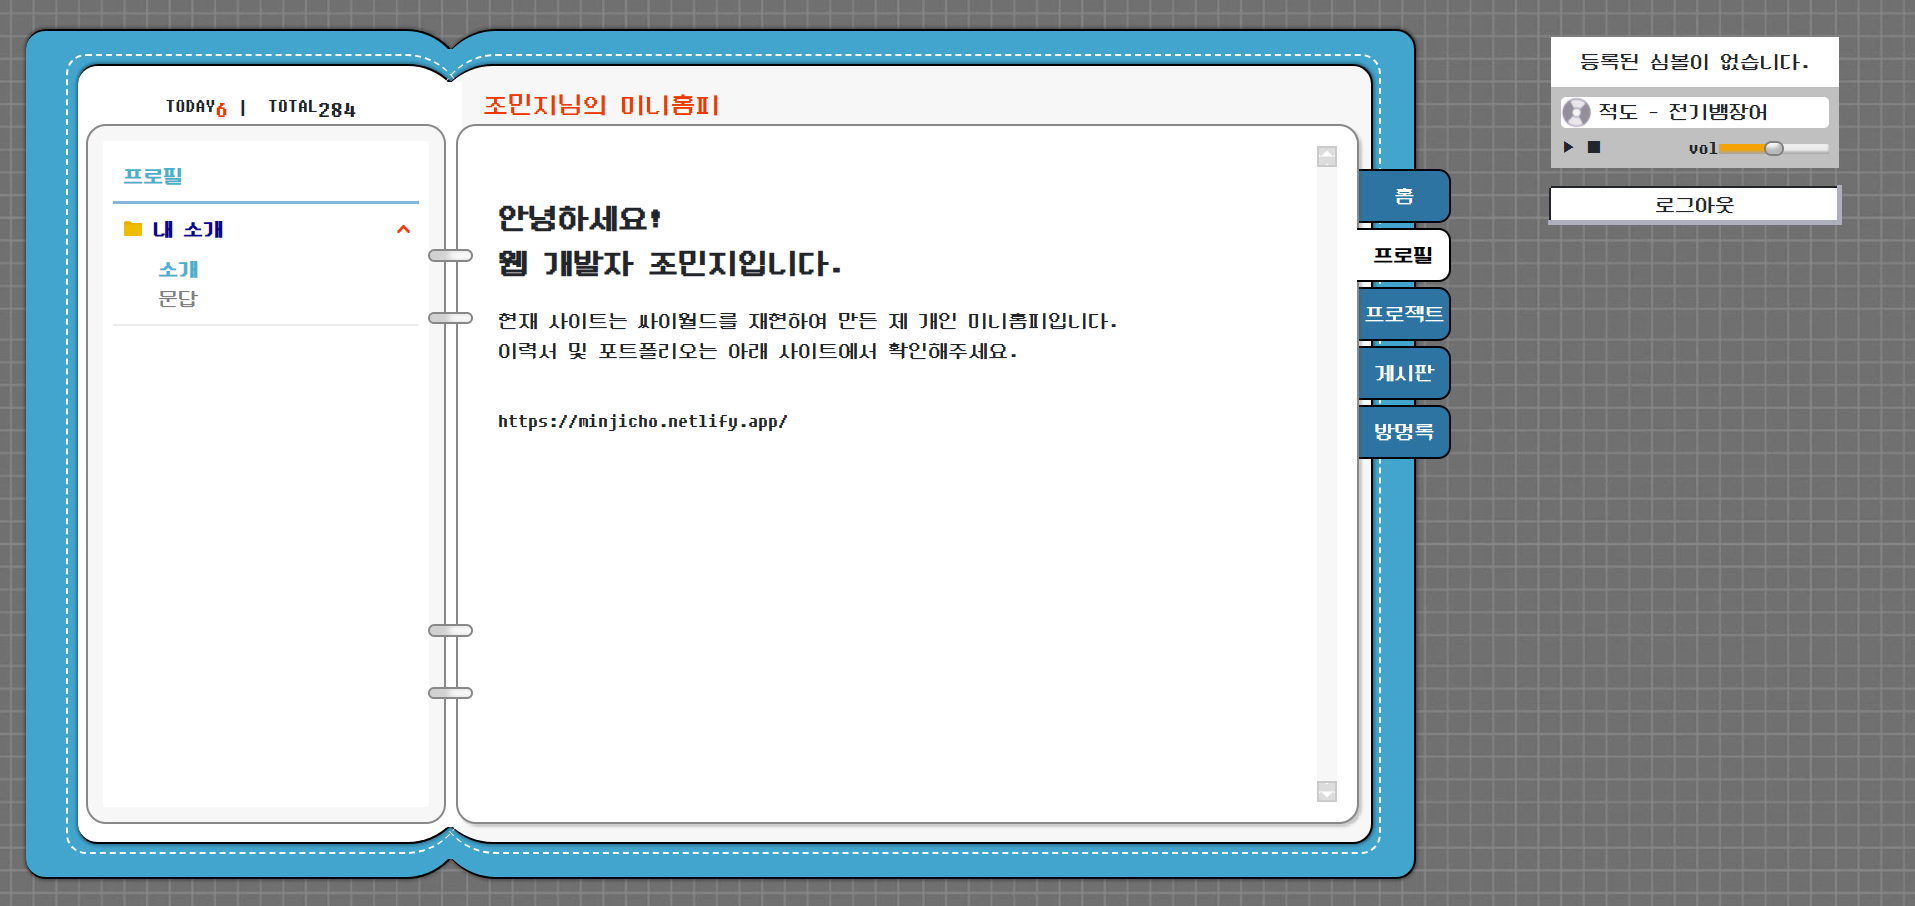 TODAY6 | TOTAL284
조민지님의 미니홈피
프로필
내 소개
소개
문답
안녕하세요!
웹 개발자 조민지입니다.
현재 사이트는 싸이월드를 재현하여 만든 제 개인 미니홈피입니다.
이력서 및 포트폴리오는 아래 사이트에서 확인해주세요.
https://minjicho.netlify.app/
홈
프로필
프로젝트
게시판
방명록
등록된 심볼이 없습니다.
적도 - 전기뱀장어
vol
로그아웃